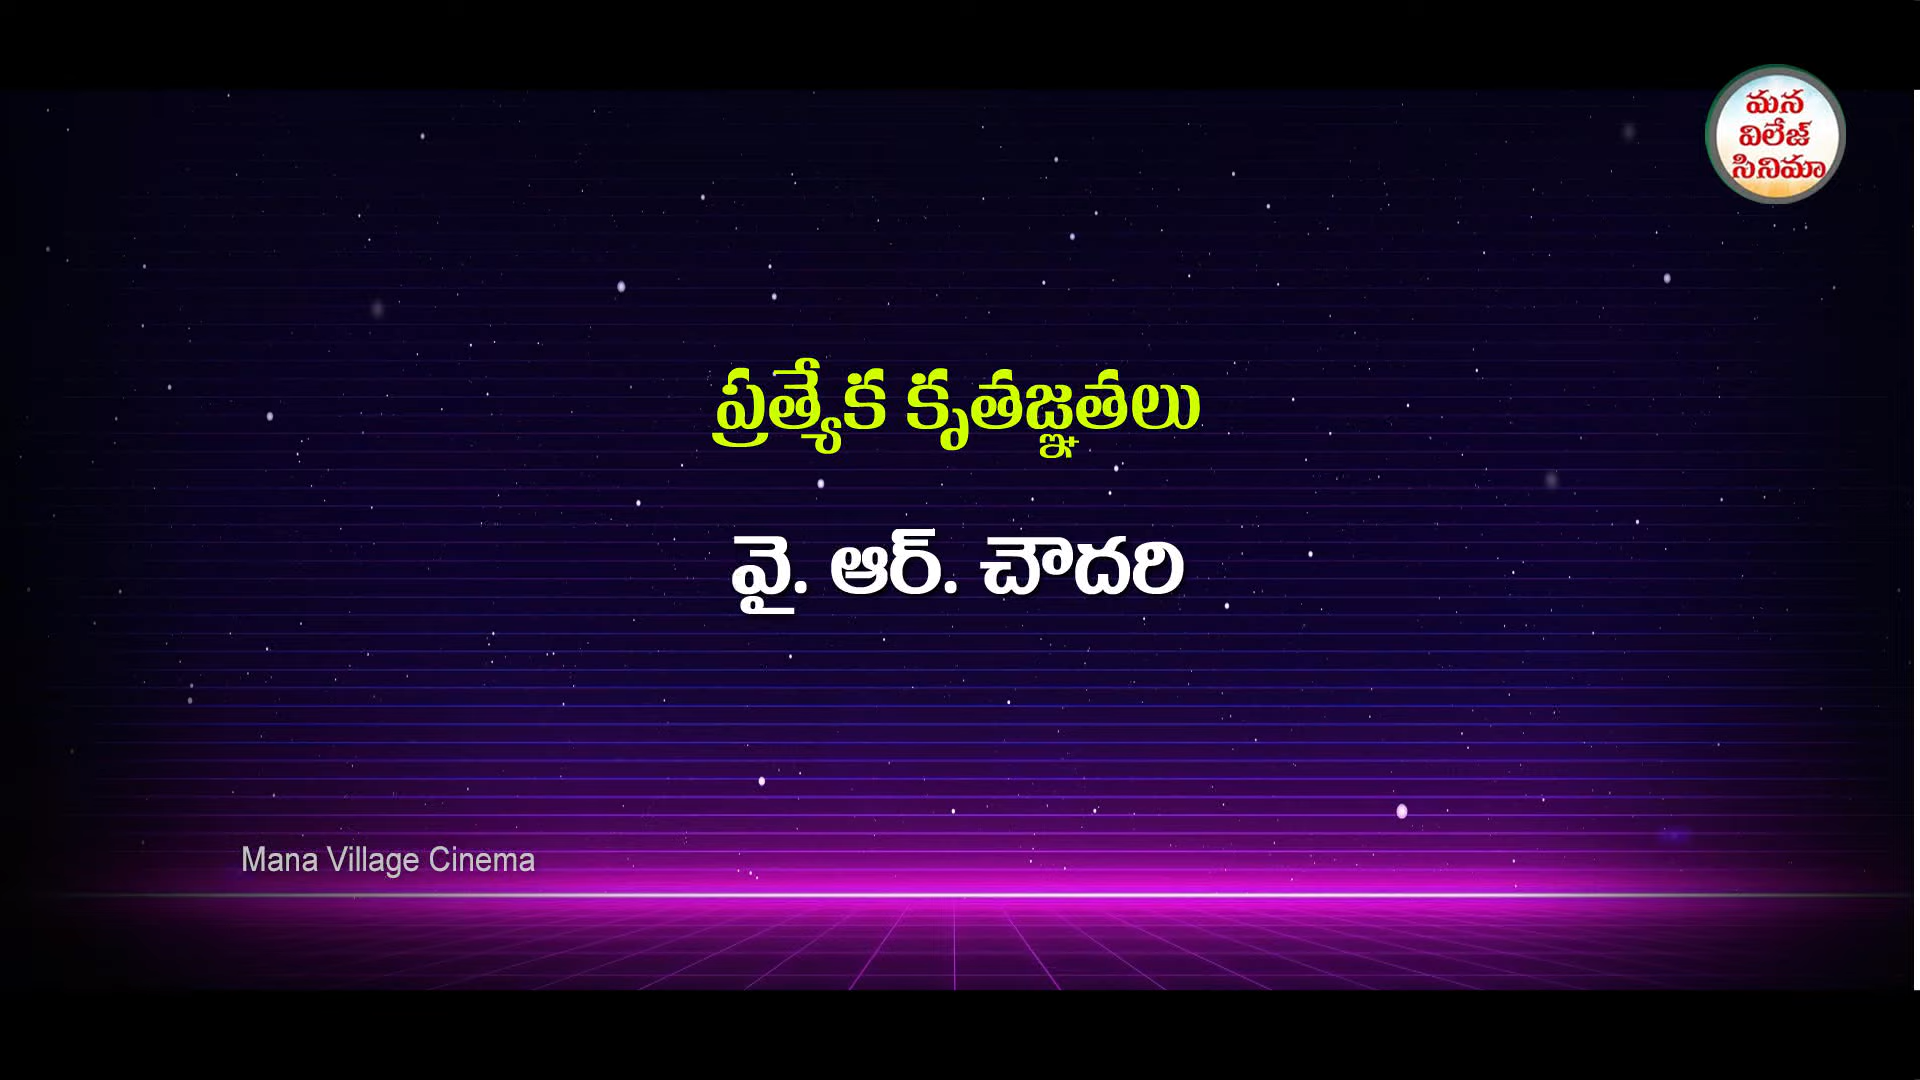 మన
విలేజ్
సినిమా
ప్రత్యేక కృతజ్ఞతలు
వై. ఆర్. చౌదరి
Mana Village Cinema